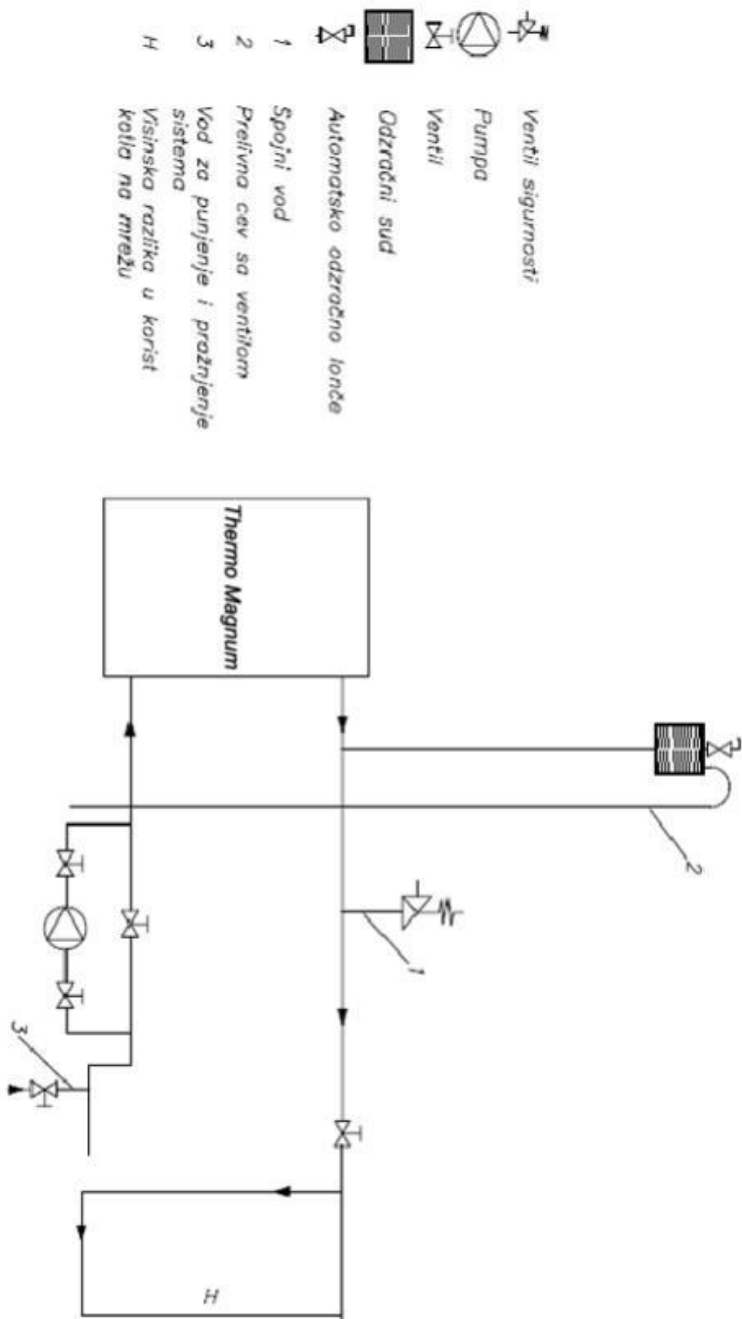 Ventil sigurnosti
Pumpa
Ventil
Odzračni sud
Automatsko odzračno lonče
1 Spojni vod
2 Prelivna cev sa ventilom
3 Vod za punjenje i pražnjenje
sistema
H Visinska razlika u korist
kotla na mrežu
Thermo Magnum
2
1
3
H